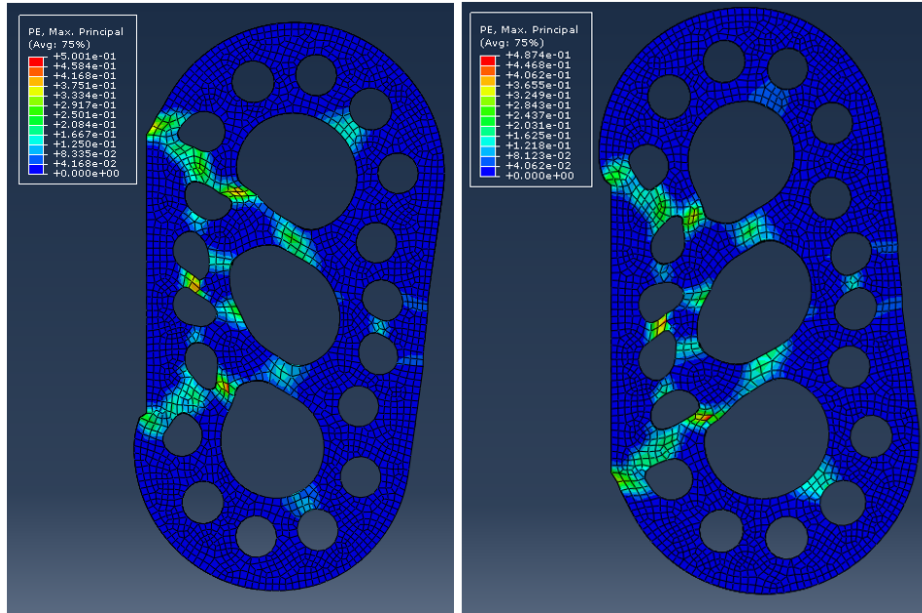 PE, Max. Principal
(Avg: 75%)
+5.001e-01
+4.584e-01
+4.168e-01
+3.751e-01
+3.334e-01
+2.917e-01
+2.501e-01
+2.084e-01
+1.667e-01
+1.250e-01
+8.335e-02
+4.168e-02
+0.000e+00
PE, Max. Principal
(Avg: 75%)
+4.874e-01
+4.468e-01
+4.062e-01
+3.655e-01
+3.249e-01
+2.843e-01
+2.437e-01
+2.031e-01
+1.625e-01
+1.218e-01
+8.123e-02
+4.062e-02
+0.000e+00